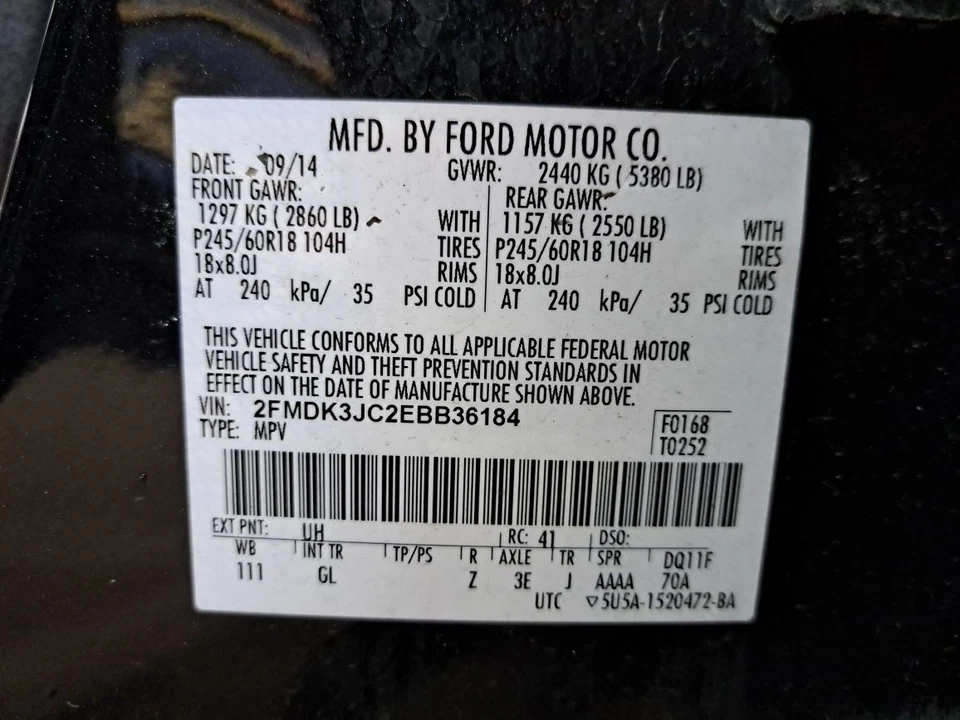 MFD. BY FORD MOTOR CO.
DATE: 09/14 GVWR: 2440 KG ( 5380 LB)
FRONT GAWR: REAR GAWR:
1297 KG ( 2860 LB) WITH 1157 KG ( 2550 LB) WITH
P245/60R18 104H TIRES P245/60R18 104H TIRES
18x8.0J RIMS 18x8.0J RIMS
AT 240 kPa/ 35 PSI COLD AT 240 kPa/ 35 PSI COLD
THIS VEHICLE CONFORMS TO ALL APPLICABLE FEDERAL MOTOR
VEHICLE SAFETY AND THEFT PREVENTION STANDARDS IN
EFFECT ON THE DATE OF MANUFACTURE SHOWN ABOVE.
VIN: 2FMDK3JC2EBB36184 F0168
TYPE: MPV T0252
EXT PNT: UH RC: 41 DSO:
WB INT TR TP/PS R AXLE TR SPR DQ11F
111 GL Z 3E J AAAA 70A
UTC ▽5U5A-1520472-BA